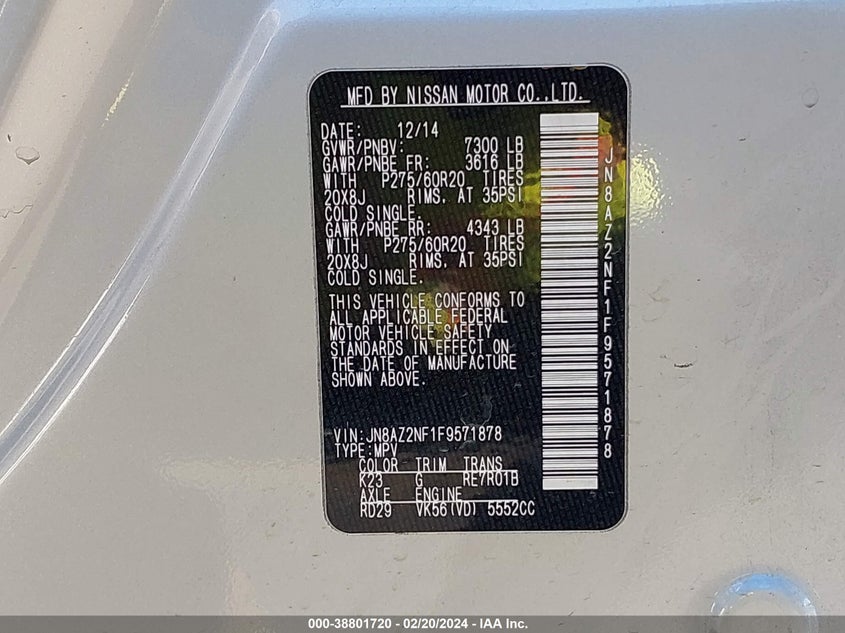 MFD BY NISSAN MOTOR CO.,LTD.
DATE: 12/14
GVWR/PNBV: 7300 LB
GAWR/PNBE FR: 3616 LB
WITH P275/60R20 TIRES
20X8J RIMS. AT 35PSI
COLD SINGLE.
GAWR/PNBE RR: 4343 LB
WITH P275/60R20 TIRES
20X8J RIMS. AT 35PSI
COLD SINGLE.
THIS VEHICLE CONFORMS TO
ALL APPLICABLE FEDERAL
MOTOR VEHICLE SAFETY
STANDARDS IN EFFECT ON
THE DATE OF MANUFACTURE
SHOWN ABOVE.
VIN:JN8AZ2NF1F9571878
TYPE:MPV
COLOR TRIM TRANS
K23 G RE7R01B
AXLE ENGINE
RD29 VK56(VD) 5552CC
JN8AZ2NF1F9571878
000-38801720 - 02/20/2024 - IAA Inc.